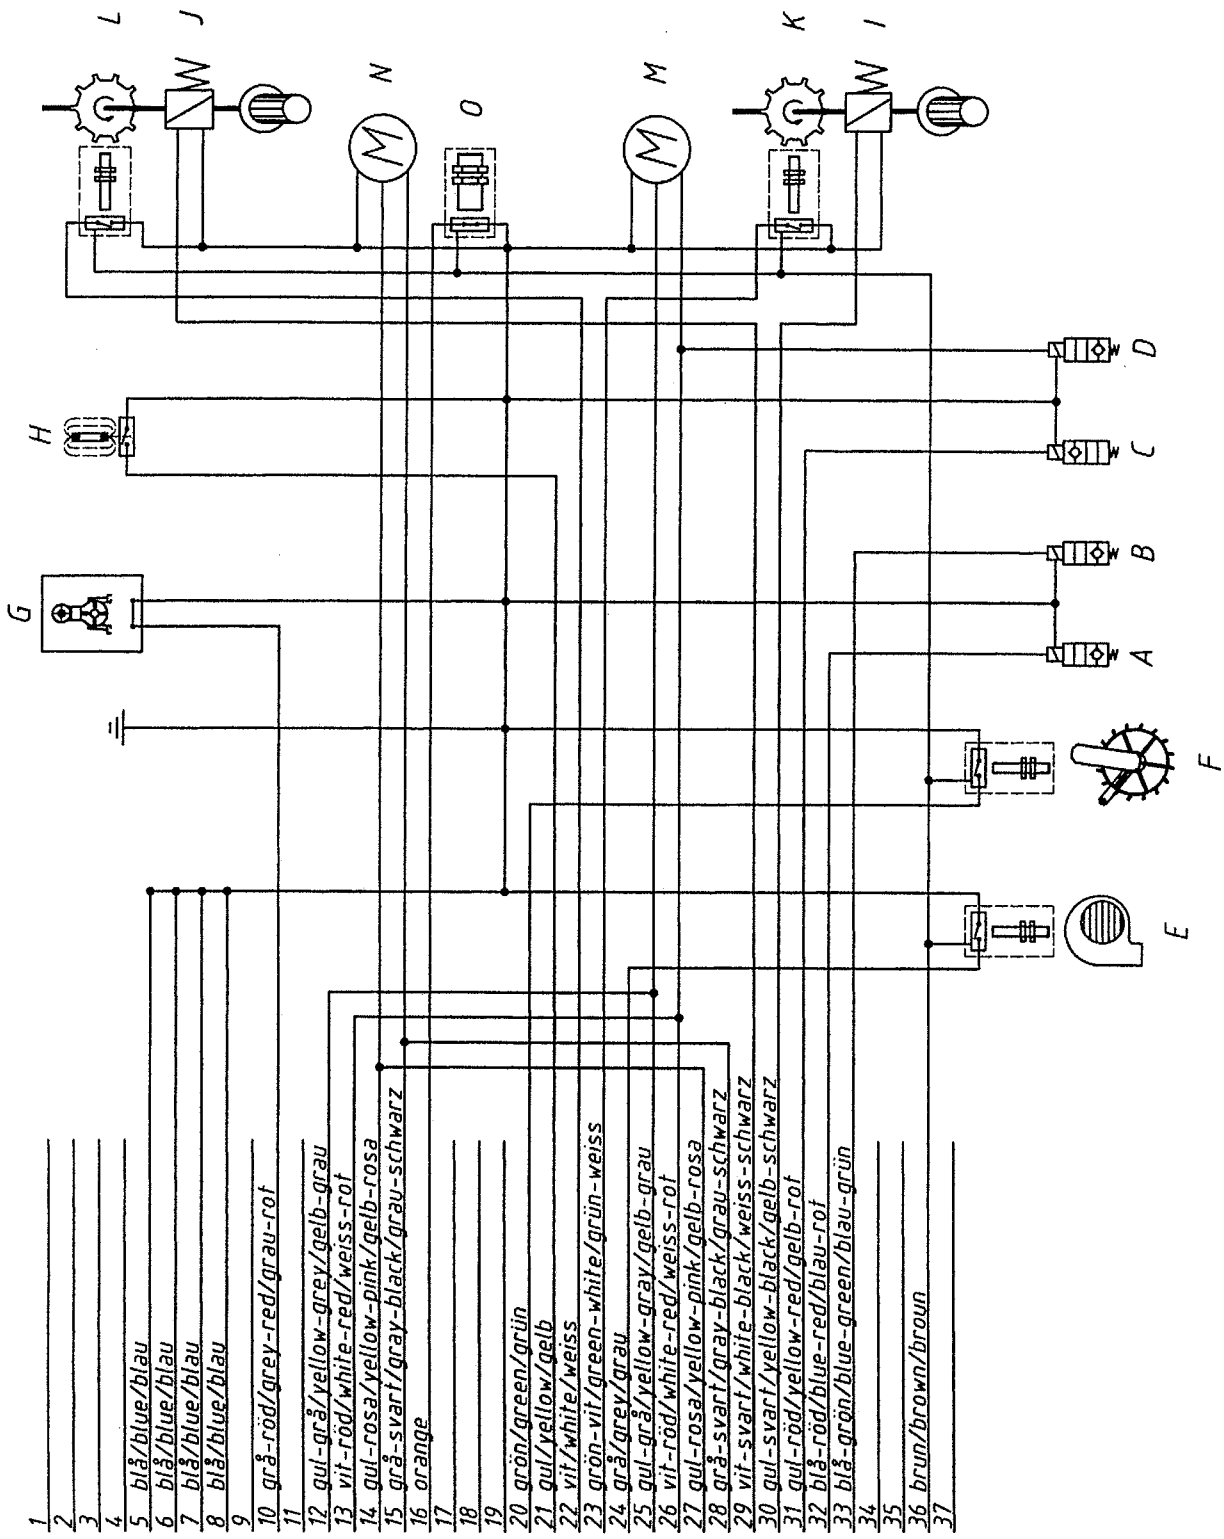 1
2
3
4
5 blå/blue/blau
6 blå/blue/blau
7 blå/blue/blau
8 blå/blue/blau
9
10 grå-röd/grey-red/grau-rot
11
12 gul-grå/yellow-grey/gelb-grau
13 vit-röd/white-red/weiss-rot
14 gul-rosa/yellow-pink/gelb-rosa
15 grå-svart/gray-black/grau-schwarz
16 orange
17
18
19
20 grön/green/grün
21 gul/yellow/gelb
22 vit/white/weiss
23 grön-vit/green-white/grün-weiss
24 grå/grey/grau
25 gul-grå/yellow-gray/gelb-grau
26 vit-röd/white-red/weiss-rot
27 gul-rosa/yellow-pink/gelb-rosa
28 grå-svart/gray-black/grau-schwarz
29 vit-svart/white-black/weiss-schwarz
30 gul-svart/yellow-black/gelb-schwarz
31 gul-röd/yellow-red/gelb-rot
32 blå-röd/blue-red/blau-rot
33 blå-grön/blue-green/blau-grün
34
35
36 brun/brown/broun
37
E
F
G
A
B
C
D
H
L
J
N
O
M
K
I
M
M